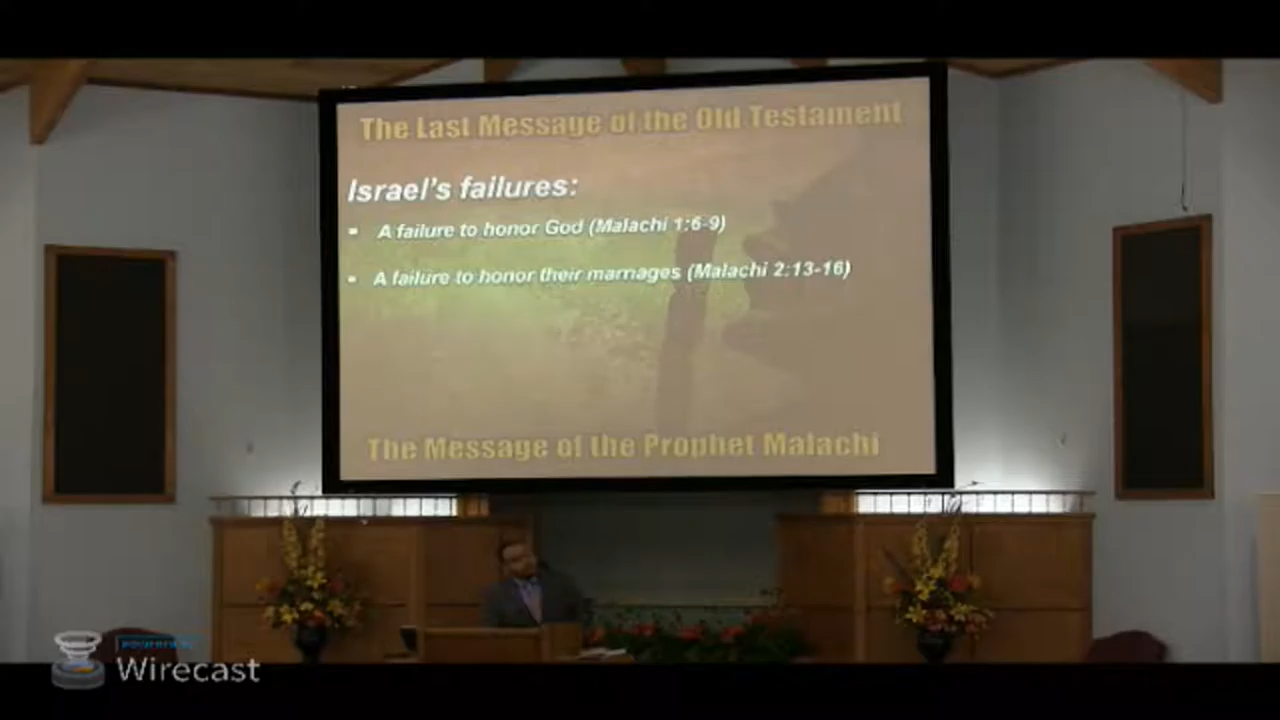 The Last Message of the Old Testament
Israel's failures:
▪ A failure to honor God (Malachi 1:6-9)
▪ A failure to honor their marriages (Malachi 2:13-16)
The Message of the Prophet Malachi
Wirecast